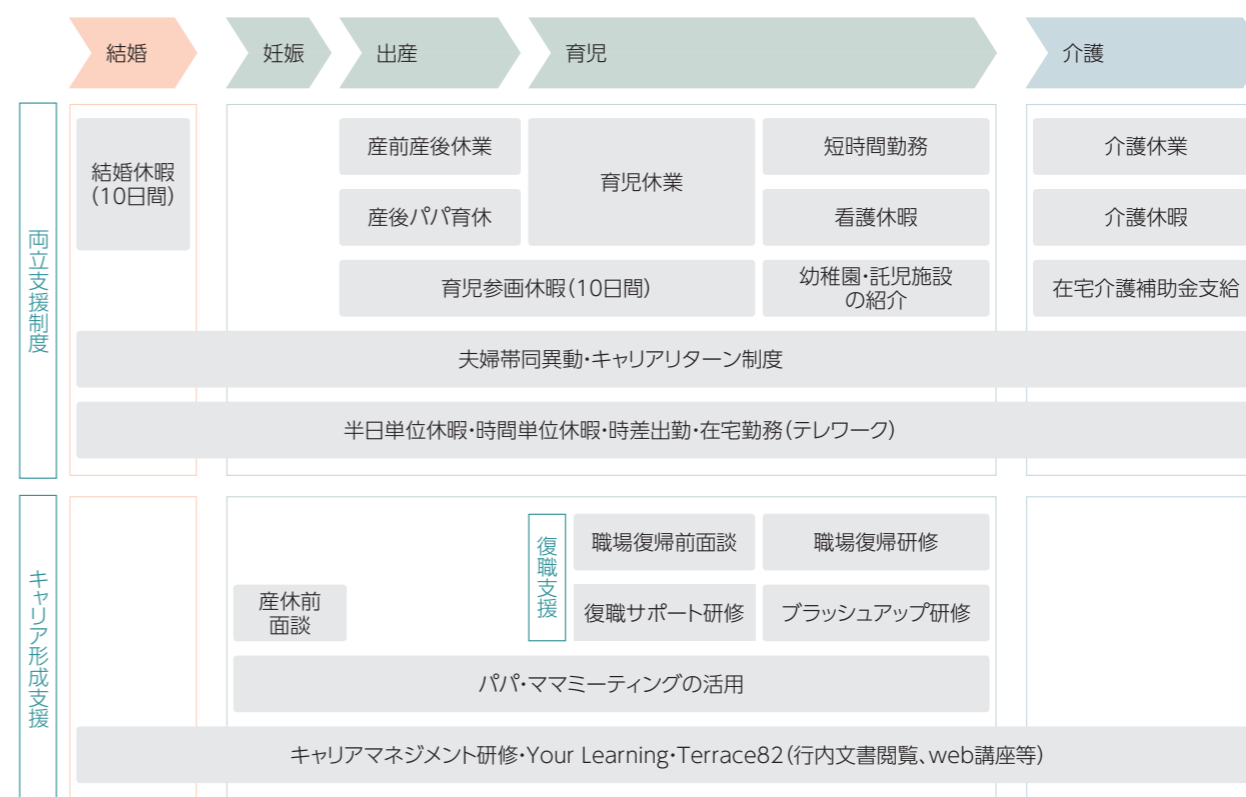 結婚
妊娠
出産
育児
介護
両立支援制度
結婚休暇
(10日間)
産前産後休業
育児休業
短時間勤務
介護休業
産後パパ育休
看護休暇
介護休暇
育児参画休暇(10日間)
幼稚園・託児施設
の紹介
在宅介護補助金支給
夫婦帯同異動・キャリアリターン制度
半日単位休暇・時間単位休暇・時差出勤・在宅勤務(テレワーク)
キャリア形成支援
復職支援
職場復帰前面談
職場復帰研修
産休前
面談
復職サポート研修
ブラッシュアップ研修
パパ・ママミーティングの活用
キャリアマネジメント研修・Your Learning・Terrace82(行内文書閲覧、web講座等)